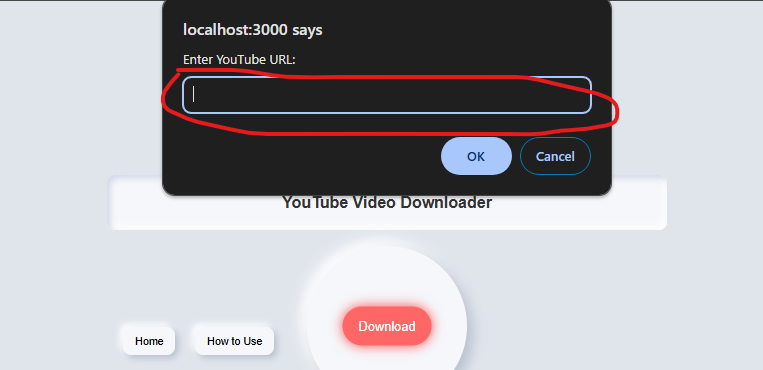 localhost:3000 says
Enter YouTube URL:
OK
Cancel
YouTube Video Downloader
Download
Home
How to Use